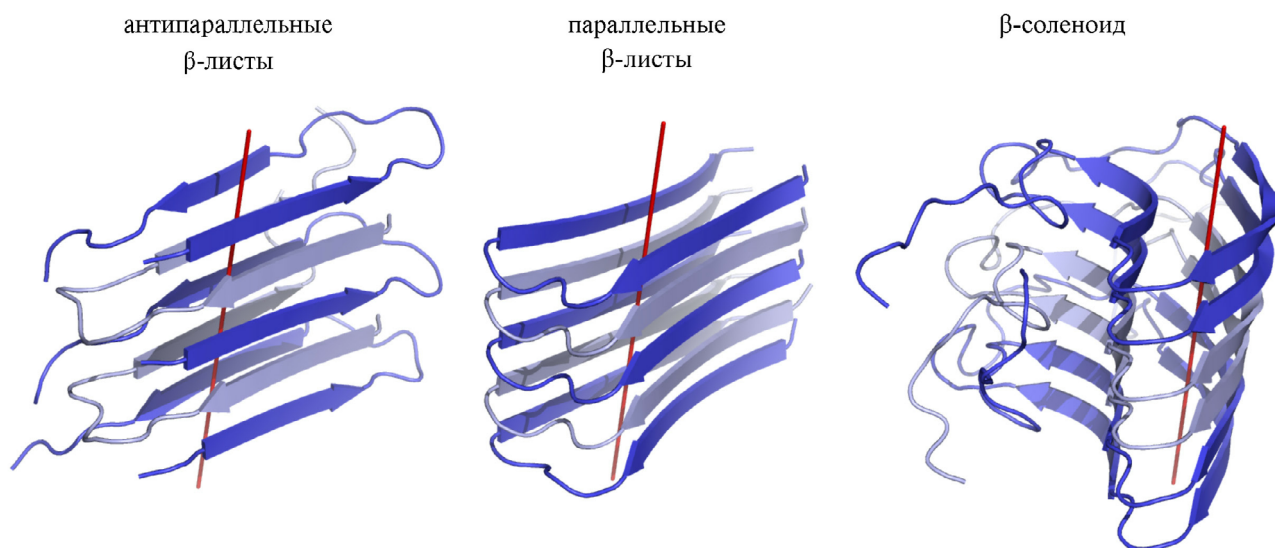 антипараллельные
β-листы
параллельные
β-листы
β-соленоид